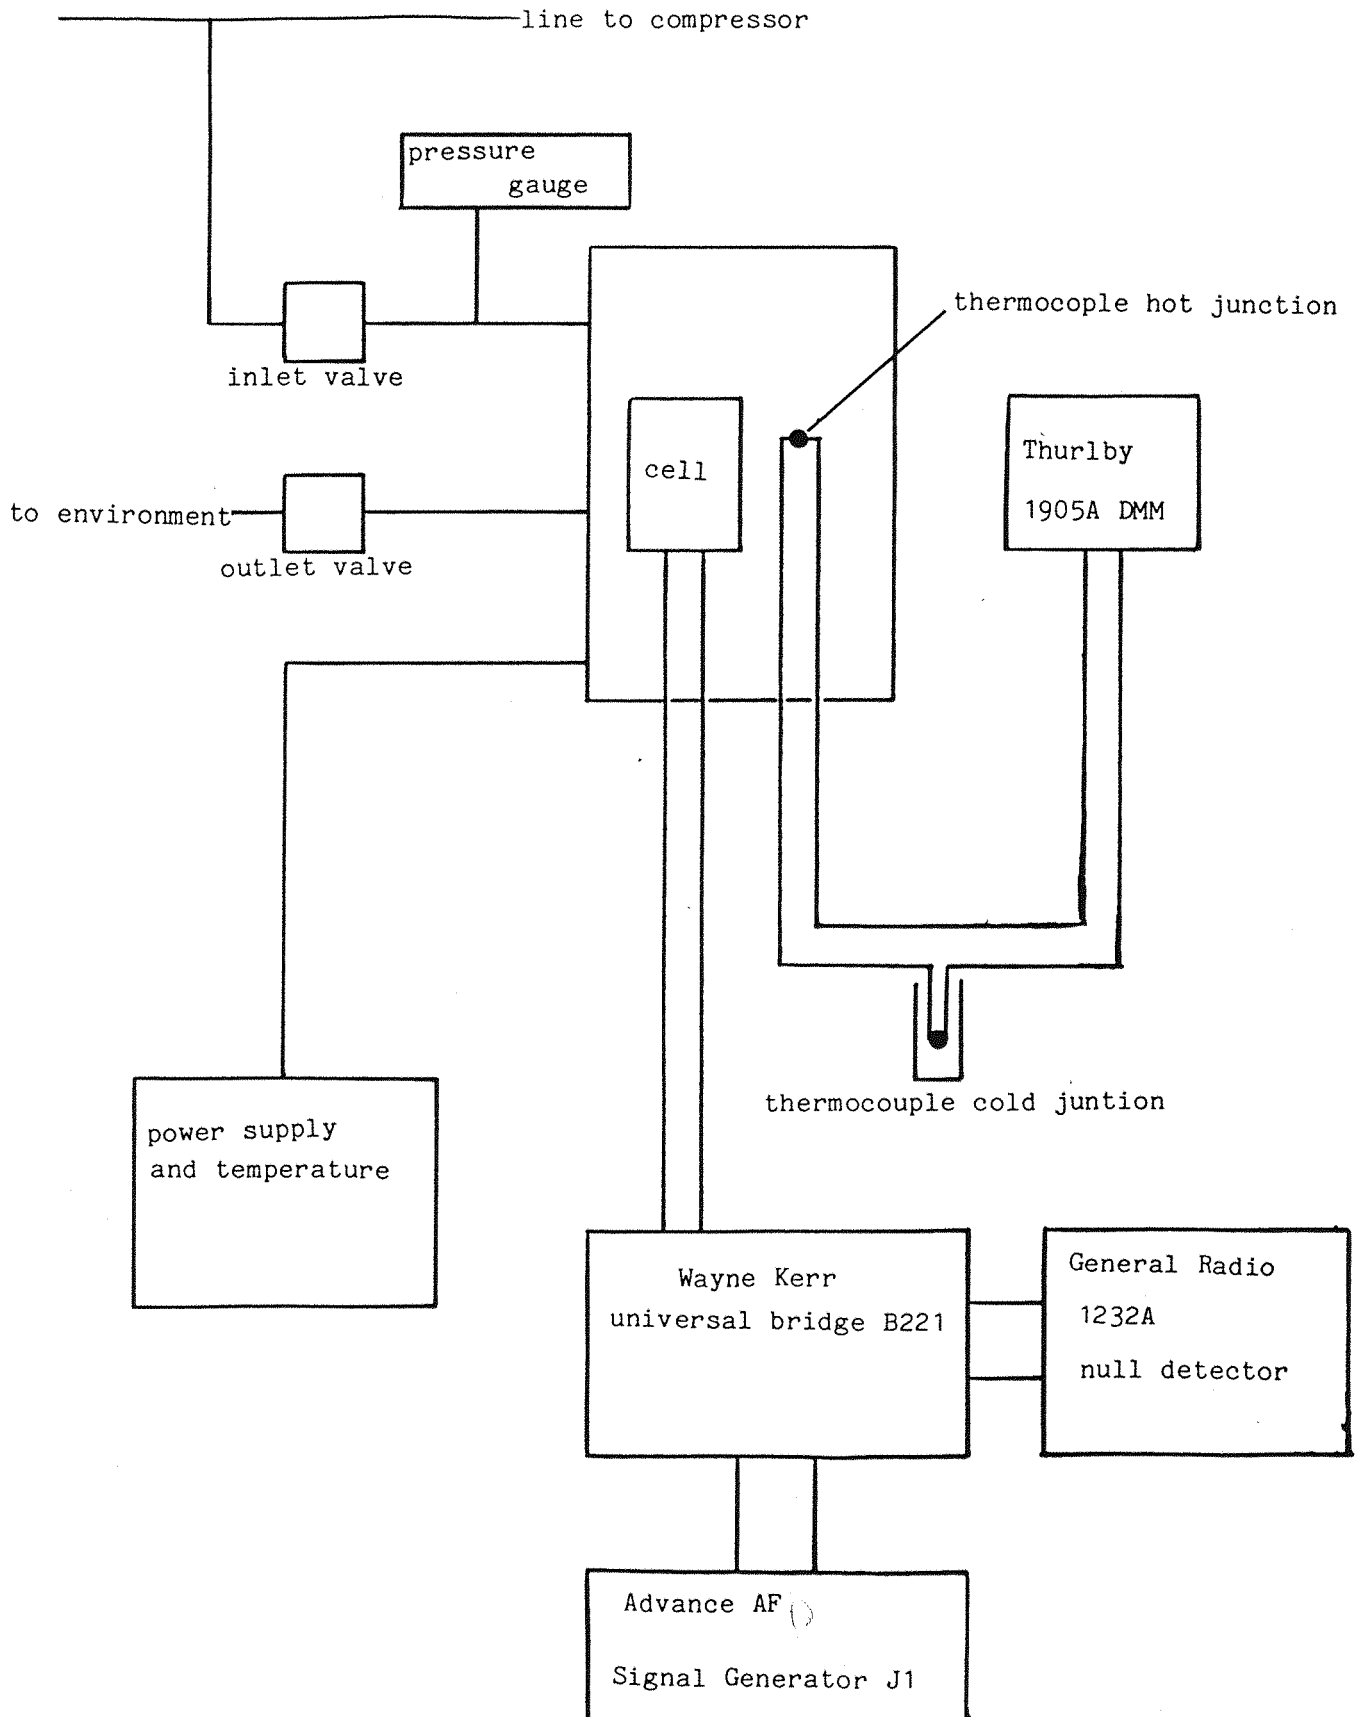 line to compressor
pressure
gauge
thermocople hot junction
inlet valve
cell
Thurlby
1905A DMM
to environment
outlet valve
thermocouple cold juntion
power supply
and temperature
Wayne Kerr
universal bridge B221
General Radio
1232A
null detector
Advance AF
Signal Generator J1